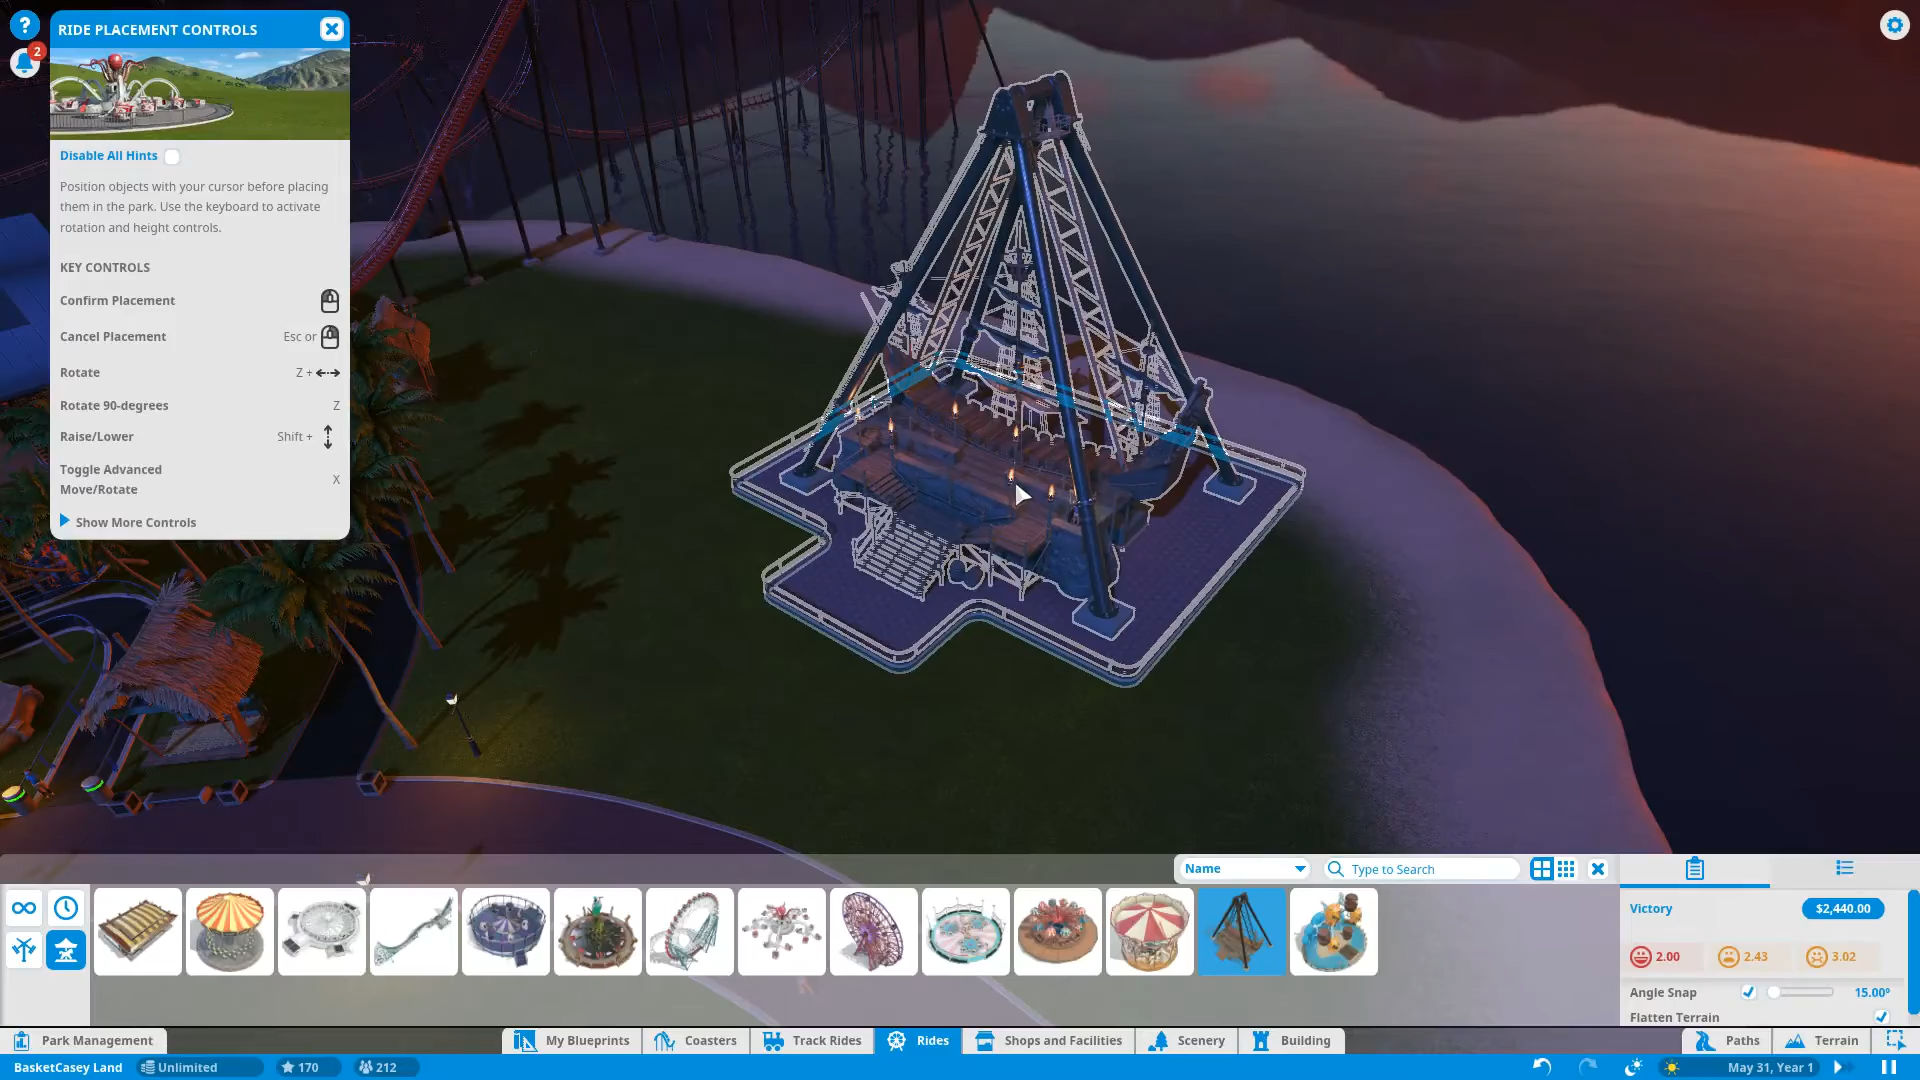 ?
2
RIDE PLACEMENT CONTROLS
Disable All Hints
Position objects with your cursor before placing
them in the park. Use the keyboard to activate
rotation and height controls.
KEY CONTROLS
Confirm Placement
Cancel Placement Esc or
Rotate Z +
Rotate 90-degrees Z
Raise/Lower Shift +
Toggle Advanced
Move/Rotate X
Show More Controls
Name
Type to Search
Victory $2,440.00
2.00 2.43 3.02
Angle Snap 15.00°
Flatten Terrain
Park Management
My Blueprints
Coasters
Track Rides
Rides
Shops and Facilities
Scenery
Building
Paths
Terrain
BasketCasey Land
Unlimited
170
212
May 31, Year 1